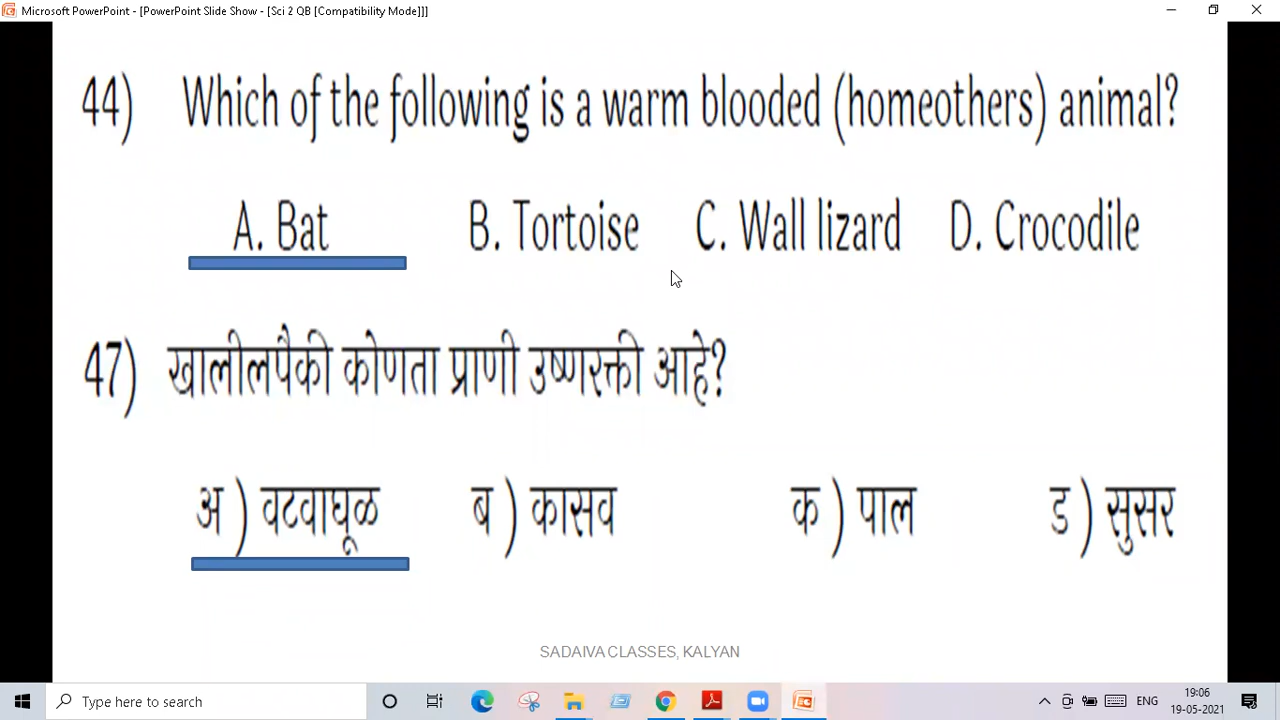 Microsoft PowerPoint - [PowerPoint Slide Show - [Sci 2 QB [Compatibility Mode]]]
44) Which of the following is a warm blooded (homeothers) animal?
A. Bat B. Tortoise C. Wall lizard D. Crocodile
47) खालीलपैकी कोणता प्राणी उष्णरक्ती आहे?
अ ) वटवाघूळ ब ) कासव क ) पाल ड ) सुसर
SADAIVA CLASSES, KALYAN
Type here to search
ENG
19:06
19-05-2021